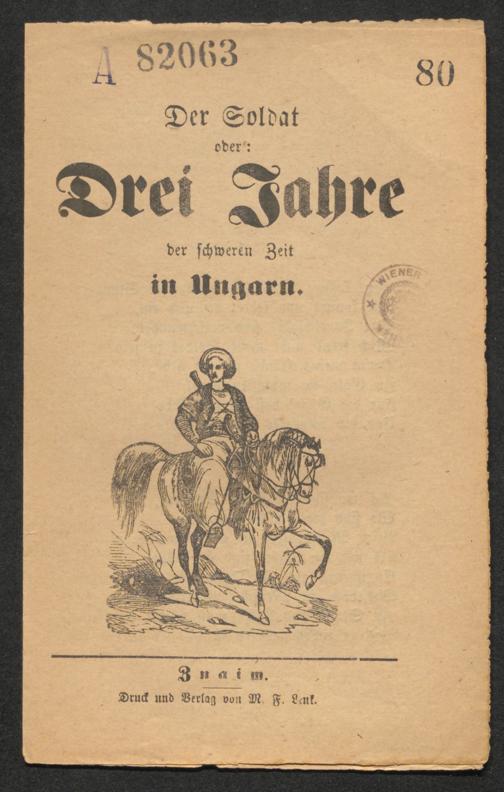 A 82063
80
Der Soldat
oder:
Drei Jahre
der schweren Zeit
in Ungarn.
WIENER
Znaim.
Druck und Verlag von M. F. Lenk.